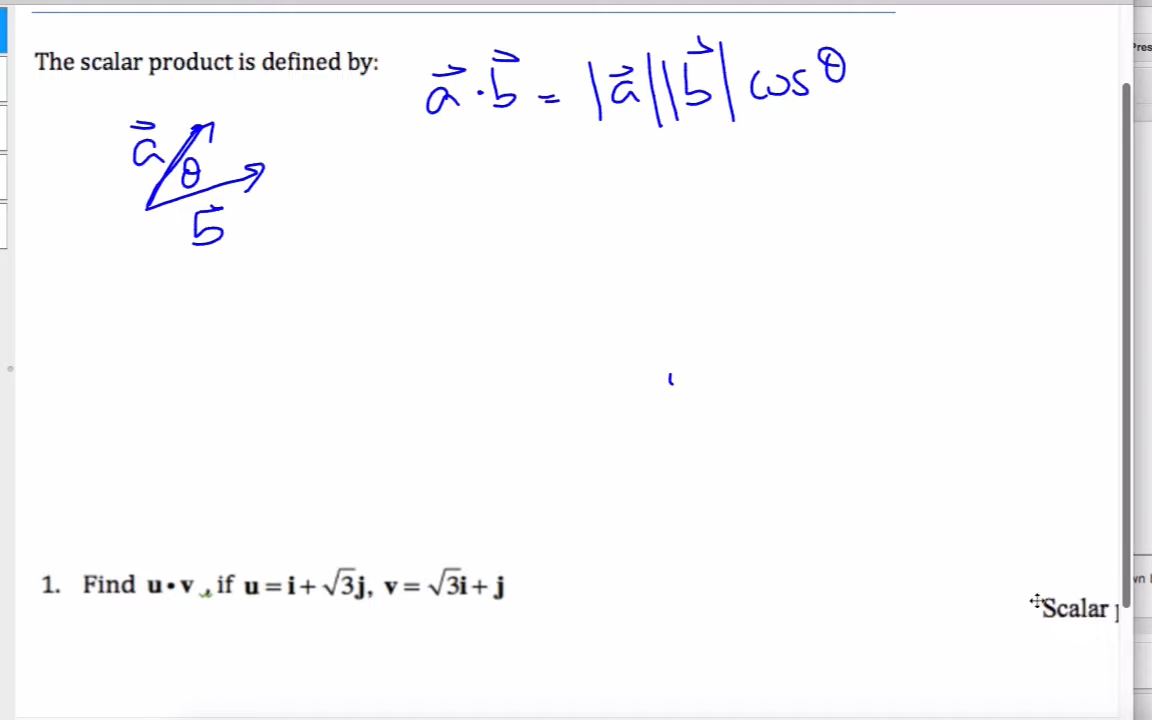 The scalar product is defined by: a⃗ · b⃗ = |a⃗||b⃗| cos θ
a⃗ θ
b⃗
1. Find u•v, if u = i + √3j, v = √3i + j
Scalar